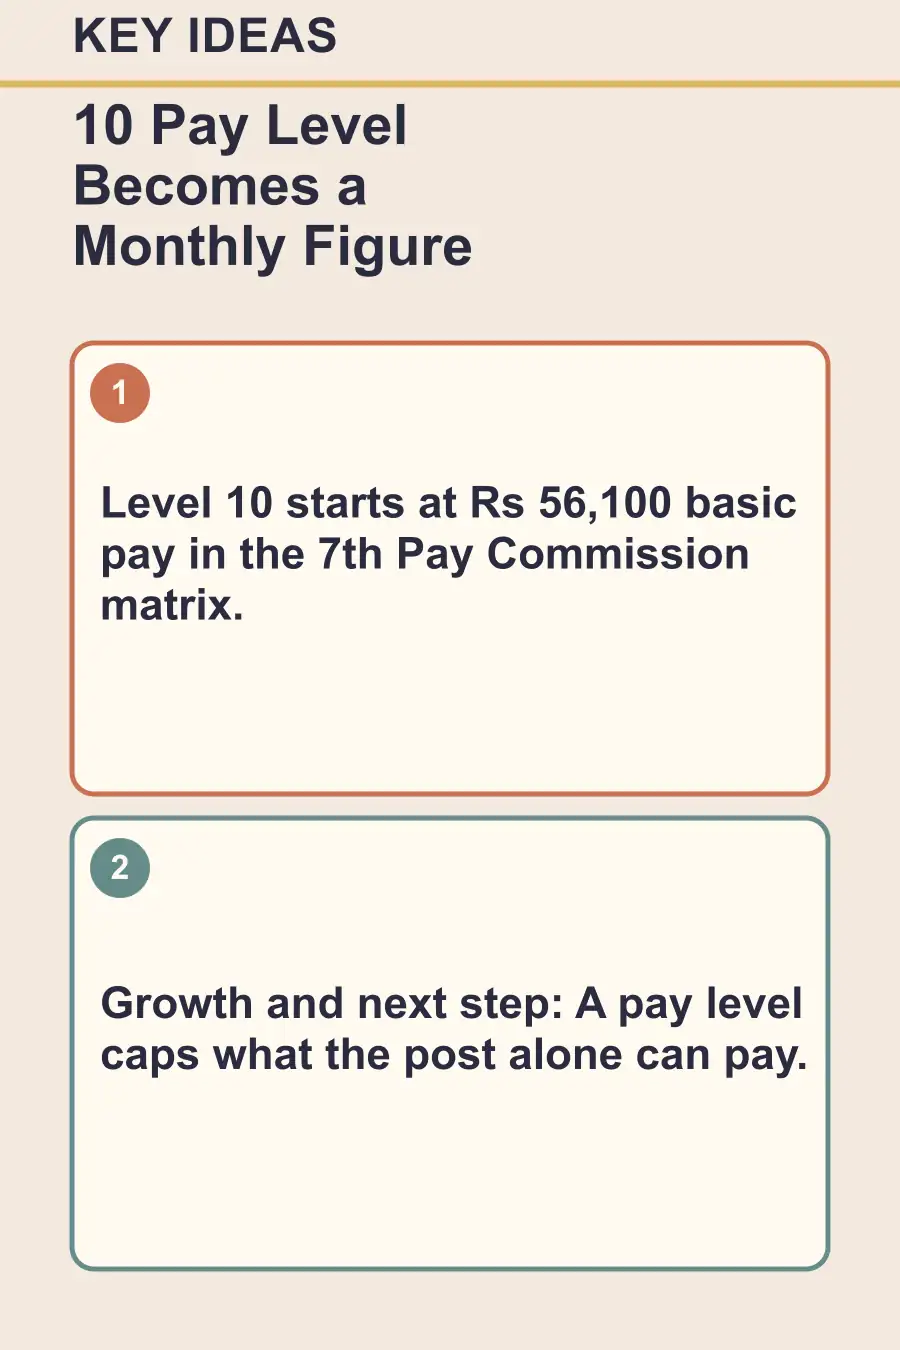 KEY IDEAS
10 Pay Level
Becomes a
Monthly Figure
1
Level 10 starts at Rs 56,100 basic
pay in the 7th Pay Commission
matrix.
2
Growth and next step: A pay level
caps what the post alone can pay.